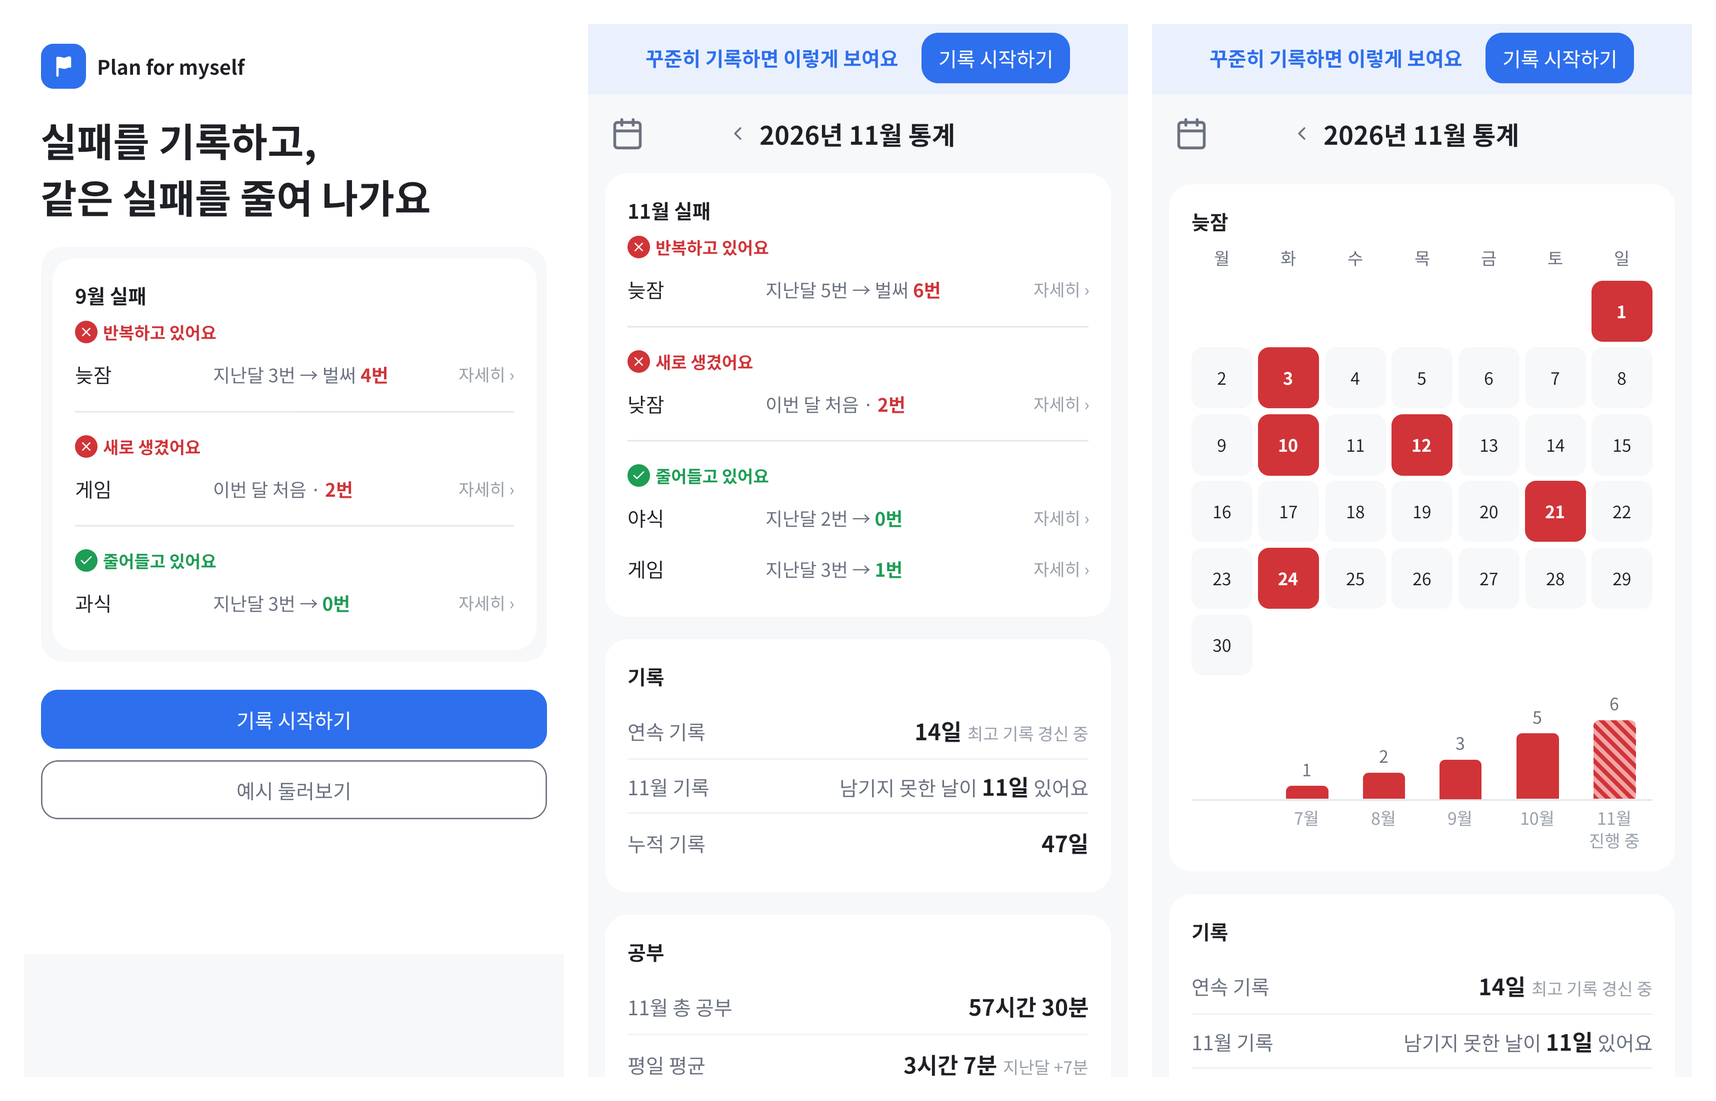 Plan for myself
실패를 기록하고,
같은 실패를 줄여 나가요
9월 실패
반복하고 있어요
늦잠 지난달 3번 → 벌써 4번 자세히 ›
새로 생겼어요
게임 이번 달 처음 · 2번 자세히 ›
줄어들고 있어요
과식 지난달 3번 → 0번 자세히 ›
기록 시작하기
예시 둘러보기
꾸준히 기록하면 이렇게 보여요 기록 시작하기
2026년 11월 통계
11월 실패
반복하고 있어요
늦잠 지난달 5번 → 벌써 6번 자세히 ›
새로 생겼어요
낮잠 이번 달 처음 · 2번 자세히 ›
줄어들고 있어요
야식 지난달 2번 → 0번 자세히 ›
게임 지난달 3번 → 1번 자세히 ›
기록
연속 기록 14일 최고 기록 경신 중
11월 기록 남기지 못한 날이 11일 있어요
누적 기록 47일
공부
11월 총 공부 57시간 30분
평일 평균 3시간 7분 지난달 +7분
꾸준히 기록하면 이렇게 보여요 기록 시작하기
2026년 11월 통계
늦잠
월 화 수 목 금 토 일
1
2 3 4 5 6 7 8
9 10 11 12 13 14 15
16 17 18 19 20 21 22
23 24 25 26 27 28 29
30
1 2 3 5 6
7월 8월 9월 10월 11월
진행 중
기록
연속 기록 14일 최고 기록 경신 중
11월 기록 남기지 못한 날이 11일 있어요